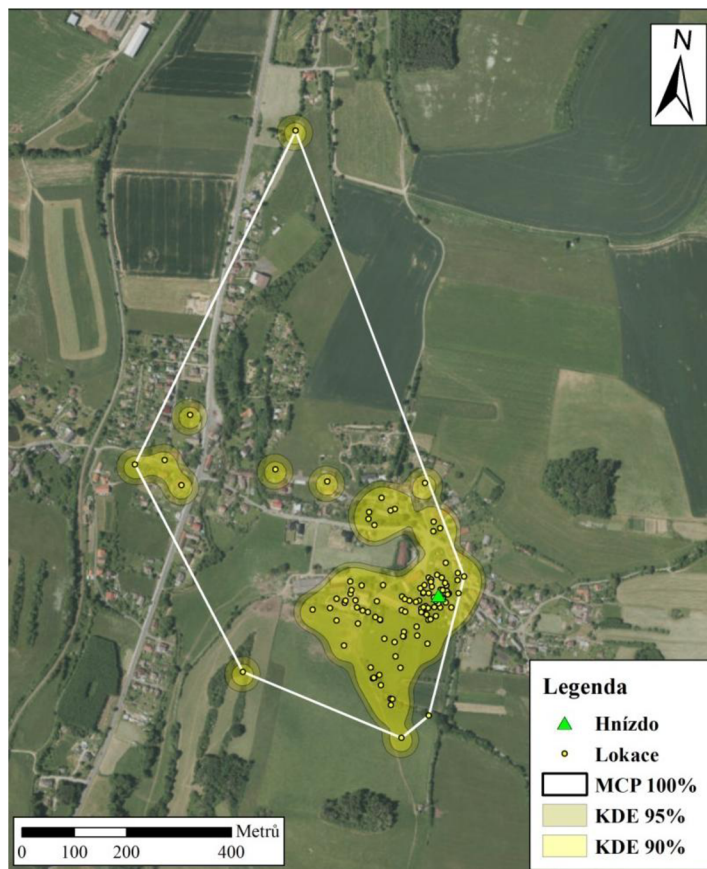 N
Legenda
Hnízdo
Lokace
MCP 100%
KDE 95%
KDE 90%
Metrů
0 100 200 400